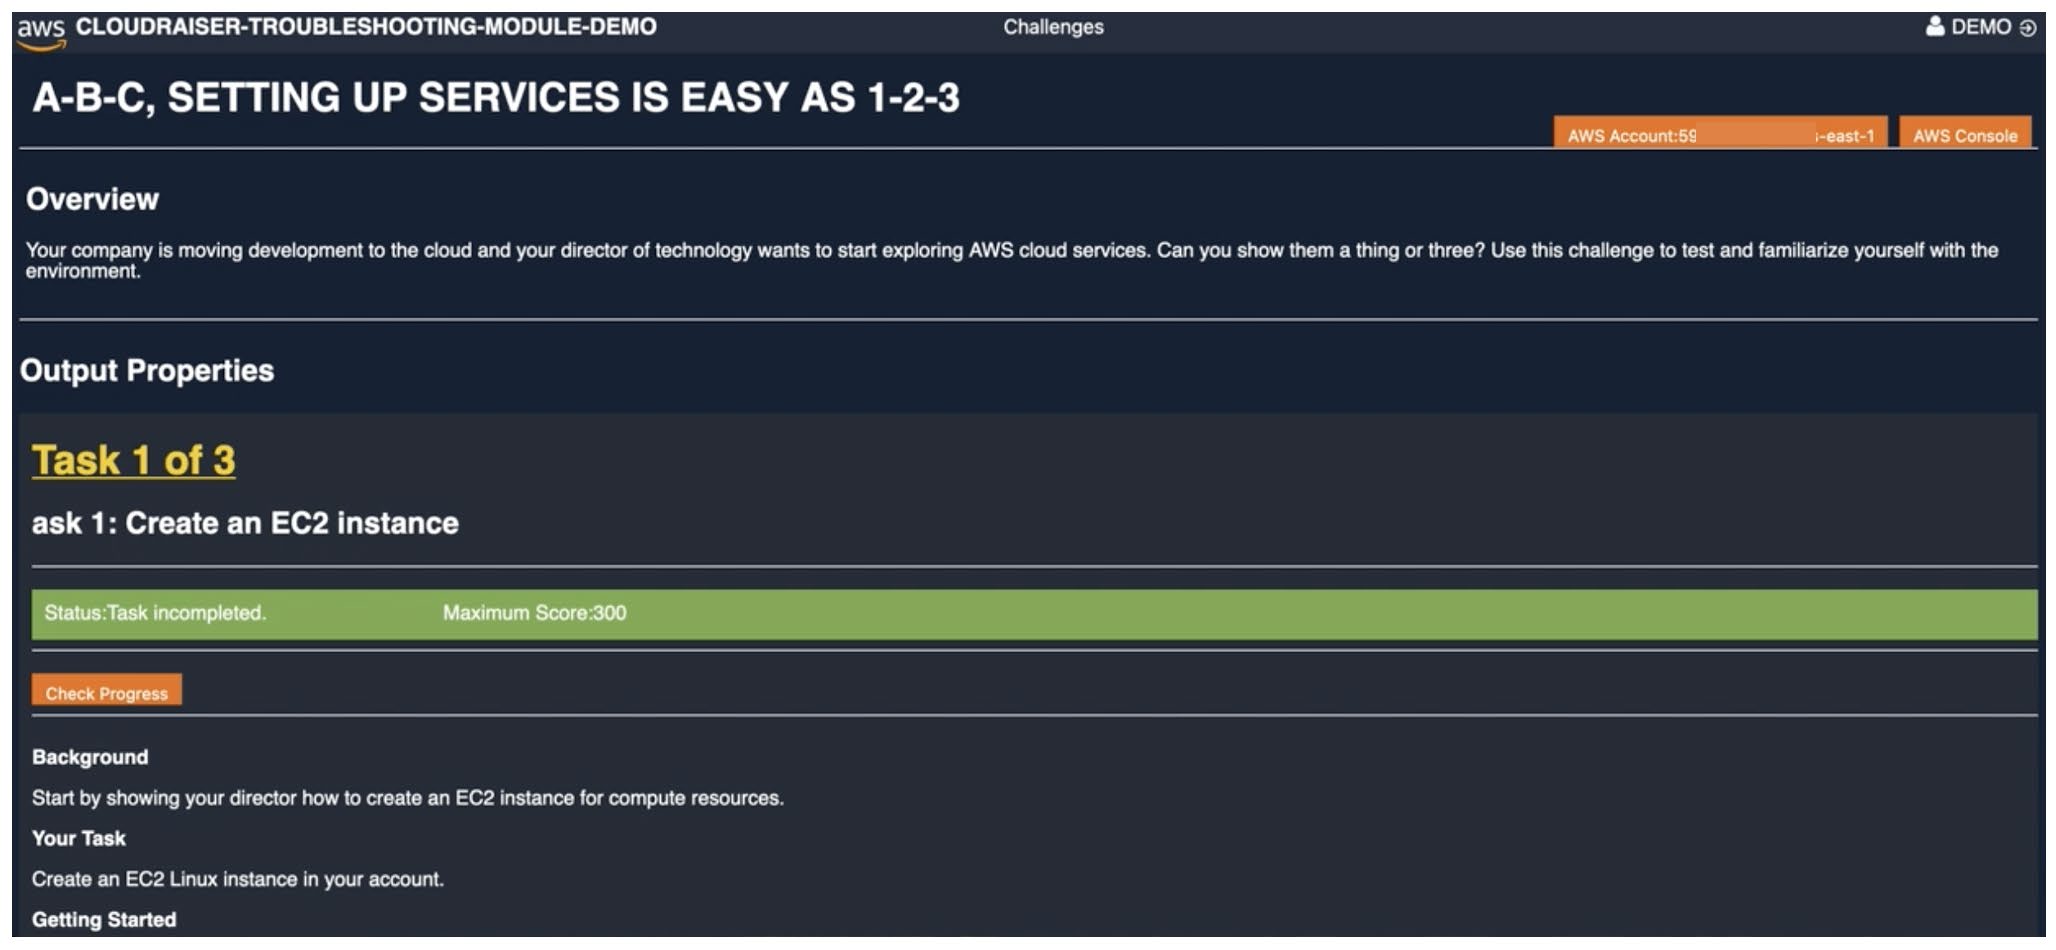 aws CLOUDRAISER-TROUBLESHOOTING-MODULE-DEMO Challenges DEMO
A-B-C, SETTING UP SERVICES IS EASY AS 1-2-3
AWS Account:59 -east-1 AWS Console
Overview
Your company is moving development to the cloud and your director of technology wants to start exploring AWS cloud services. Can you show them a thing or three? Use this challenge to test and familiarize yourself with the
environment.
Output Properties
Task 1 of 3
ask 1: Create an EC2 instance
Status:Task incompleted. Maximum Score:300
Check Progress
Background
Start by showing your director how to create an EC2 instance for compute resources.
Your Task
Create an EC2 Linux instance in your account.
Getting Started